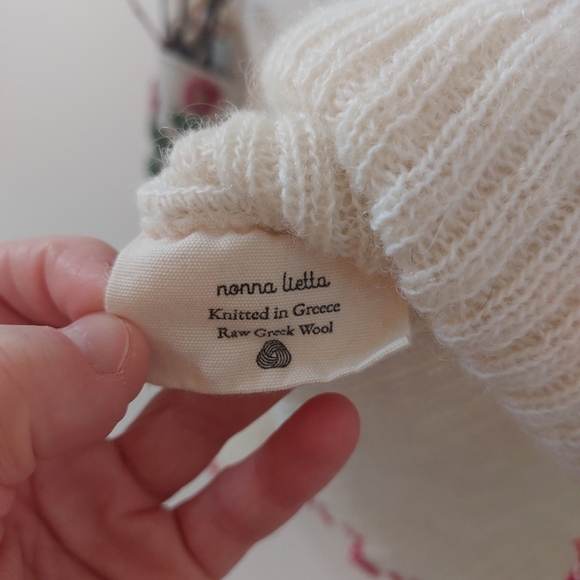 nonna lietta
Knitted in Greece
Raw Greek Wool